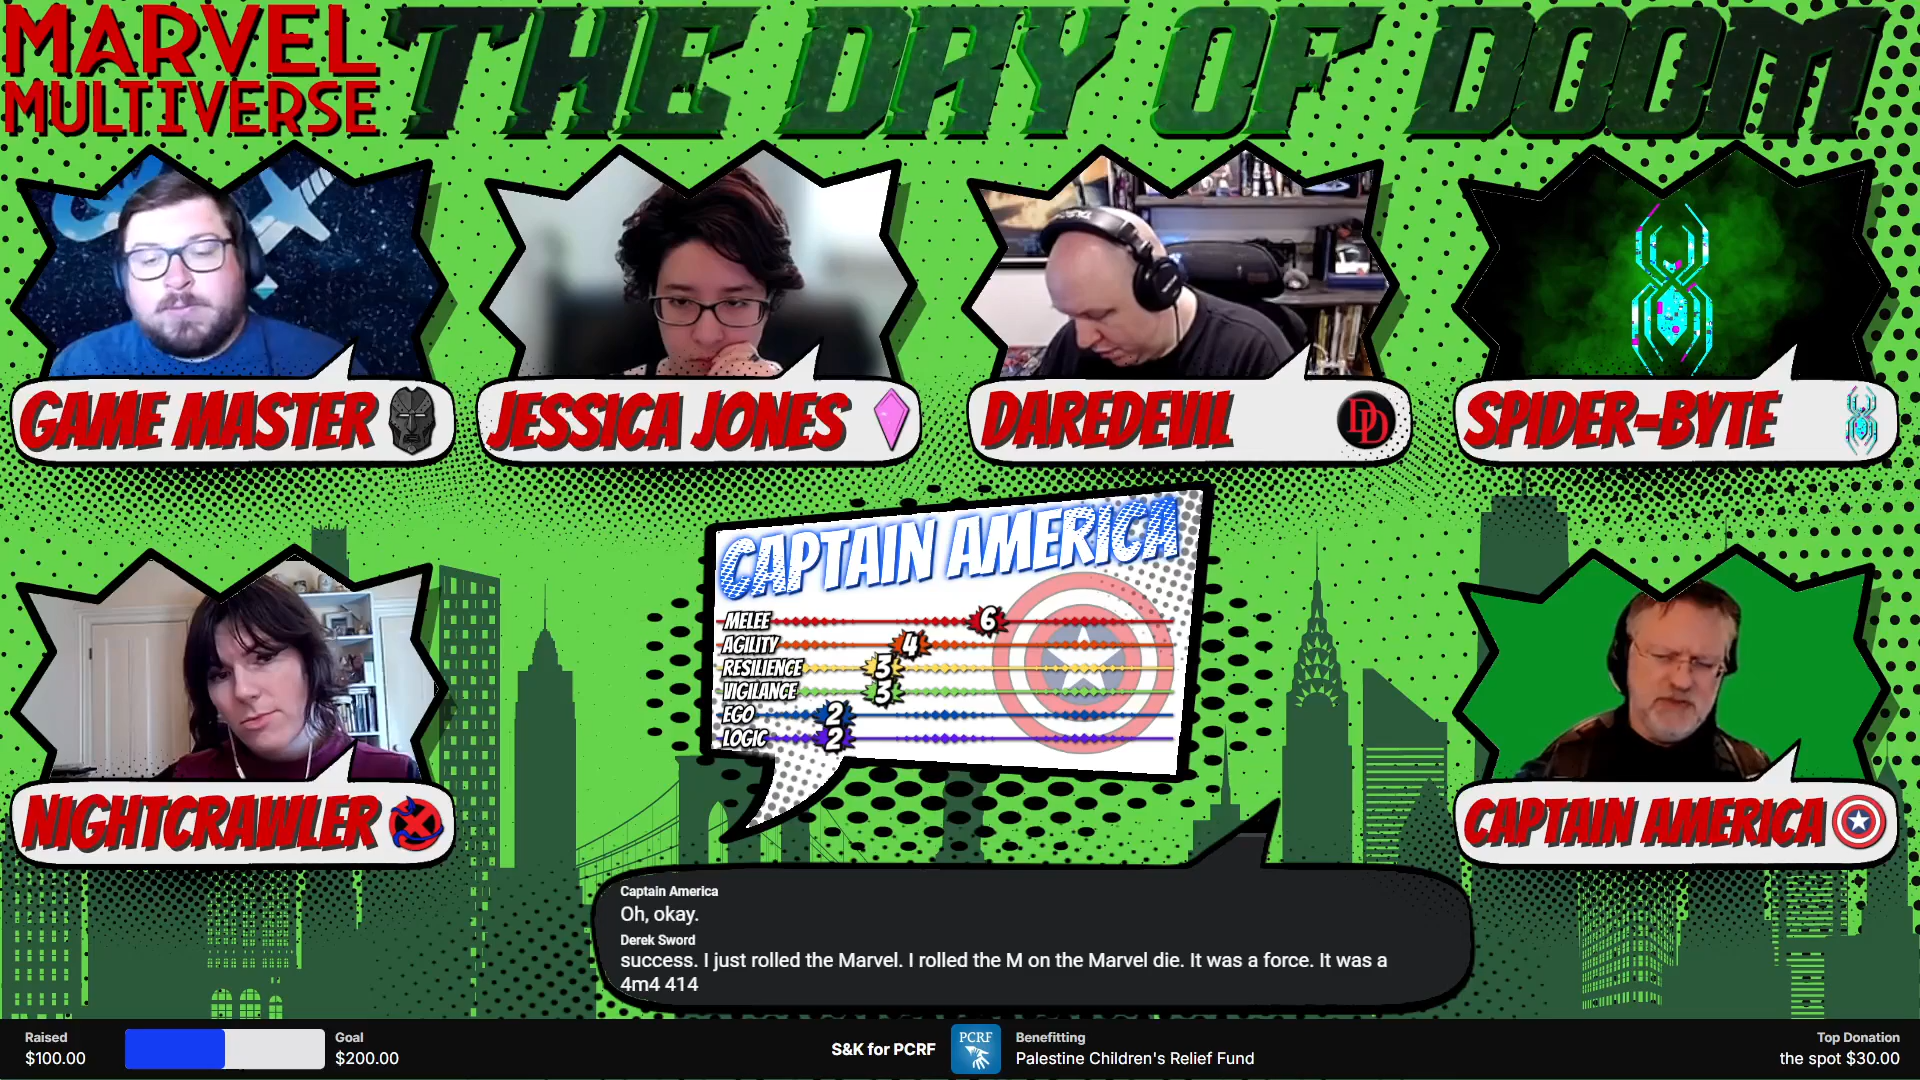 MARVEL
MULTIVERSE
THE DAY OF DOOM
GAME MASTER
JESSICA JONES
DAREDEVIL
DD
SPIDER-BYTE
CAPTAIN AMERICA
MELEE 6
AGILITY 4
RESILIENCE 3
VIGILANCE 3
EGO 2
LOGIC 2
NIGHTCRAWLER
CAPTAIN AMERICA
Captain America
Oh, okay.
Derek Sword
success. I just rolled the Marvel. I rolled the M on the Marvel die. It was a force. It was a
4m4 414
Raised
$100.00
Goal
$200.00
S&K for PCRF
PCRF
Benefitting
Palestine Children's Relief Fund
Top Donation
the spot $30.00